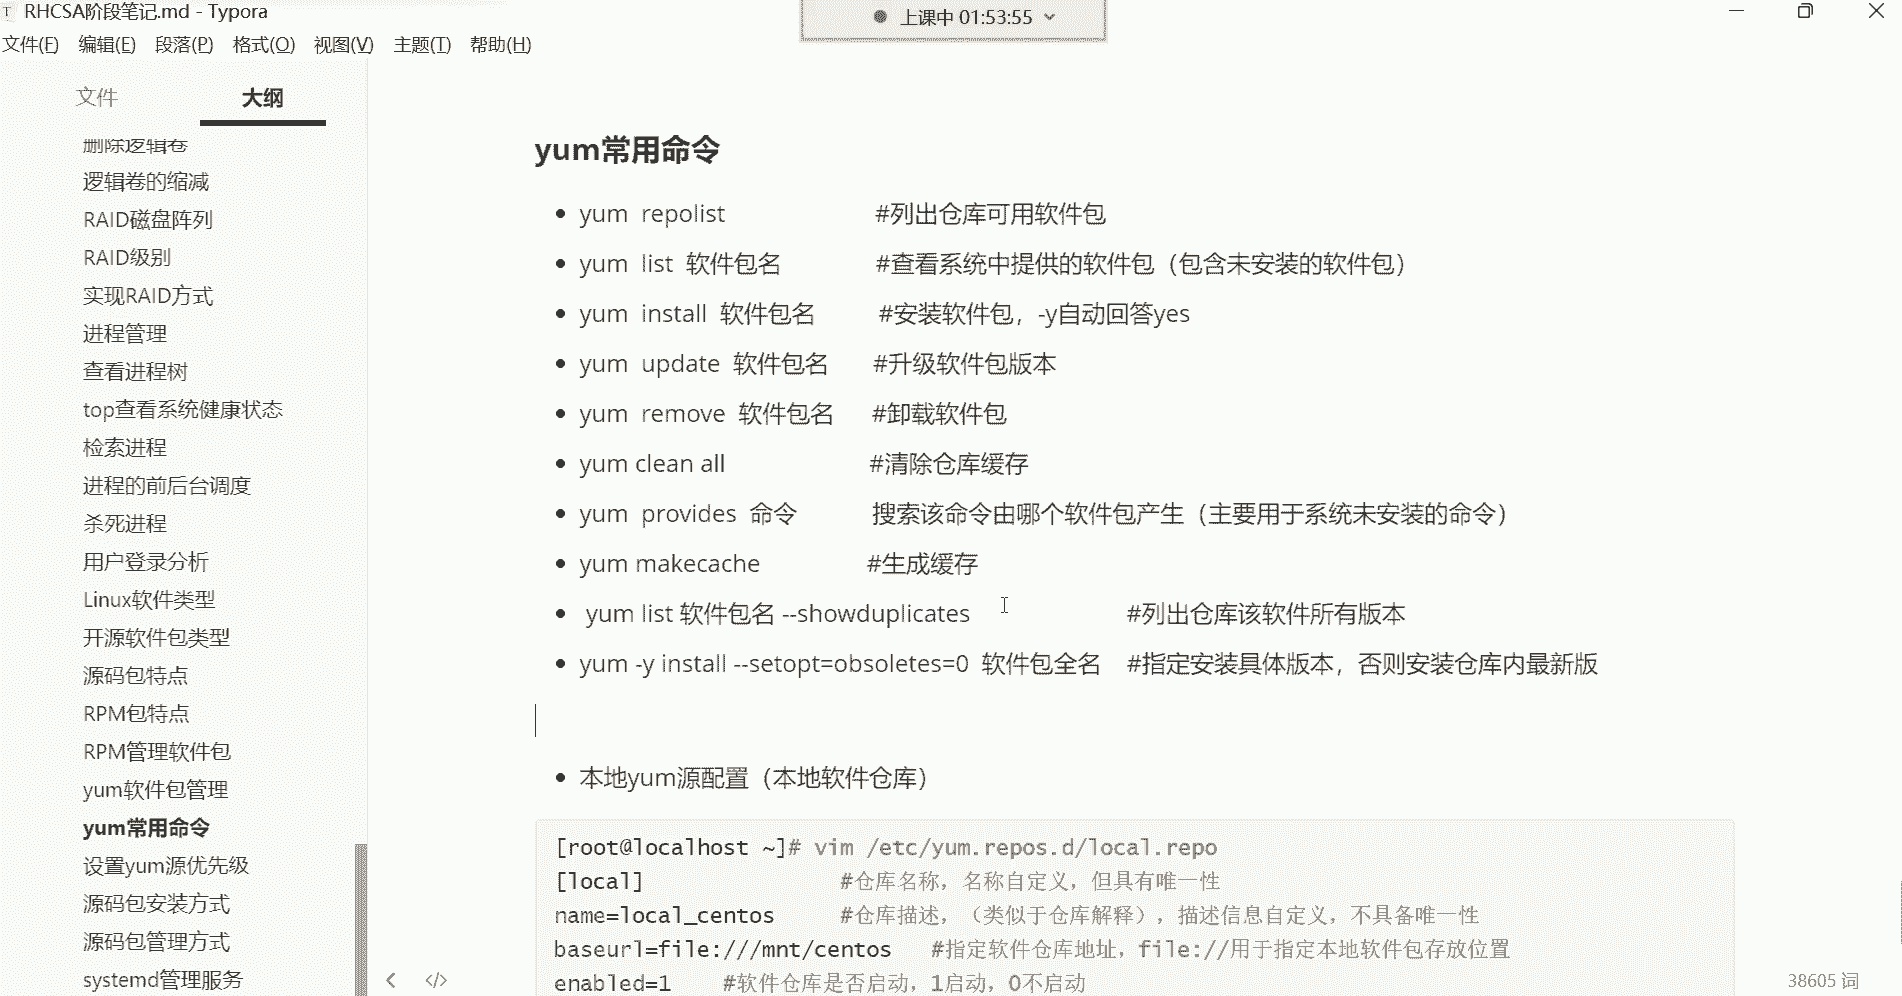 RHCSA阶段笔记.md - Typora
上课中 01:53:55
文件(F) 编辑(E) 段落(P) 格式(O) 视图(V) 主题(T) 帮助(H)
文件 大纲
删除逻辑卷
逻辑卷的缩减
RAID磁盘阵列
RAID级别
实现RAID方式
进程管理
查看进程树
top查看系统健康状态
检索进程
进程的前后台调度
杀死进程
用户登录分析
Linux软件类型
开源软件包类型
源码包特点
RPM包特点
RPM管理软件包
yum软件包管理
yum常用命令
设置yum源优先级
源码包安装方式
源码包管理方式
systemd管理服务
yum常用命令
yum repolist #列出仓库可用软件包
yum list 软件包名 #查看系统中提供的软件包（包含未安装的软件包）
yum install 软件包名 #安装软件包，-y自动回答yes
yum update 软件包名 #升级软件包版本
yum remove 软件包名 #卸载软件包
yum clean all #清除仓库缓存
yum provides 命令 搜索该命令由哪个软件包产生（主要用于系统未安装的命令）
yum makecache #生成缓存
yum list 软件包名 --showduplicates #列出仓库该软件所有版本
yum -y install --setopt=obsoletes=0 软件包全名 #指定安装具体版本，否则安装仓库内最新版
本地yum源配置（本地软件仓库）
[root@localhost ~]# vim /etc/yum.repos.d/local.repo
[local] #仓库名称，名称自定义，但具有唯一性
name=local_centos #仓库描述，（类似于仓库解释），描述信息自定义，不具备唯一性
baseurl=file:///mnt/centos #指定软件仓库地址，file://用于指定本地软件包存放位置
enabled=1 #软件仓库是否启动，1启动，0不启动
38605 词